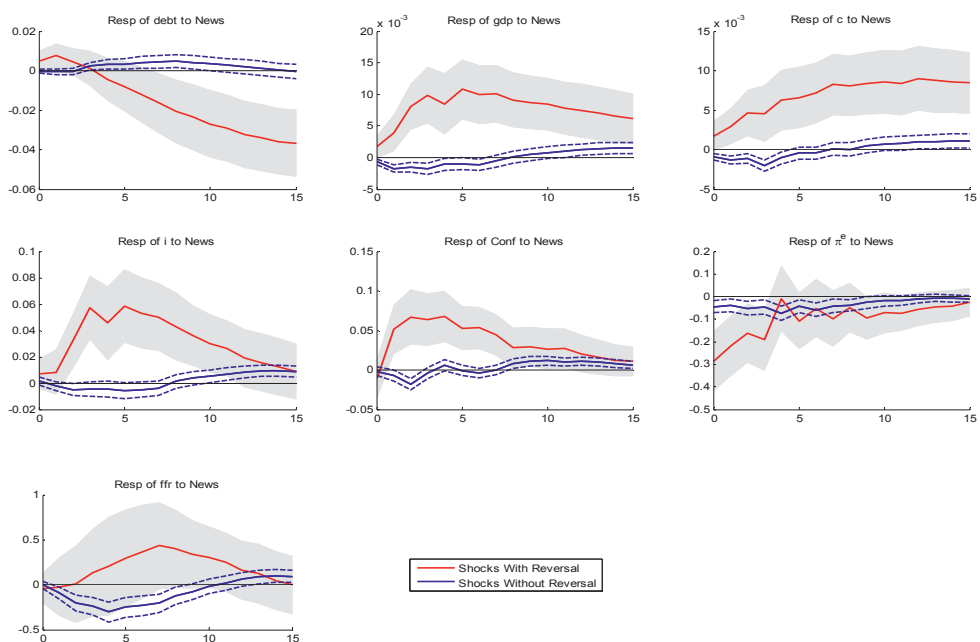 Resp of debt to News
0.02
0
-0.02
-0.04
-0.06
0 5 10 15
Resp of gdp to News
x 10⁻³
20
15
10
5
0
-5
0 5 10 15
Resp of c to News
x 10⁻³
15
10
5
0
-5
0 5 10 15
Resp of i to News
0.1
0.08
0.06
0.04
0.02
0
-0.02
0 5 10 15
Resp of Conf to News
0.15
0.1
0.05
0
-0.05
0 5 10 15
Resp of πᵉ to News
0.2
0.1
0
-0.1
-0.2
-0.3
-0.4
-0.5
0 5 10 15
Resp of ffr to News
1
0.5
0
-0.5
0 5 10 15
Shocks With Reversal
Shocks Without Reversal